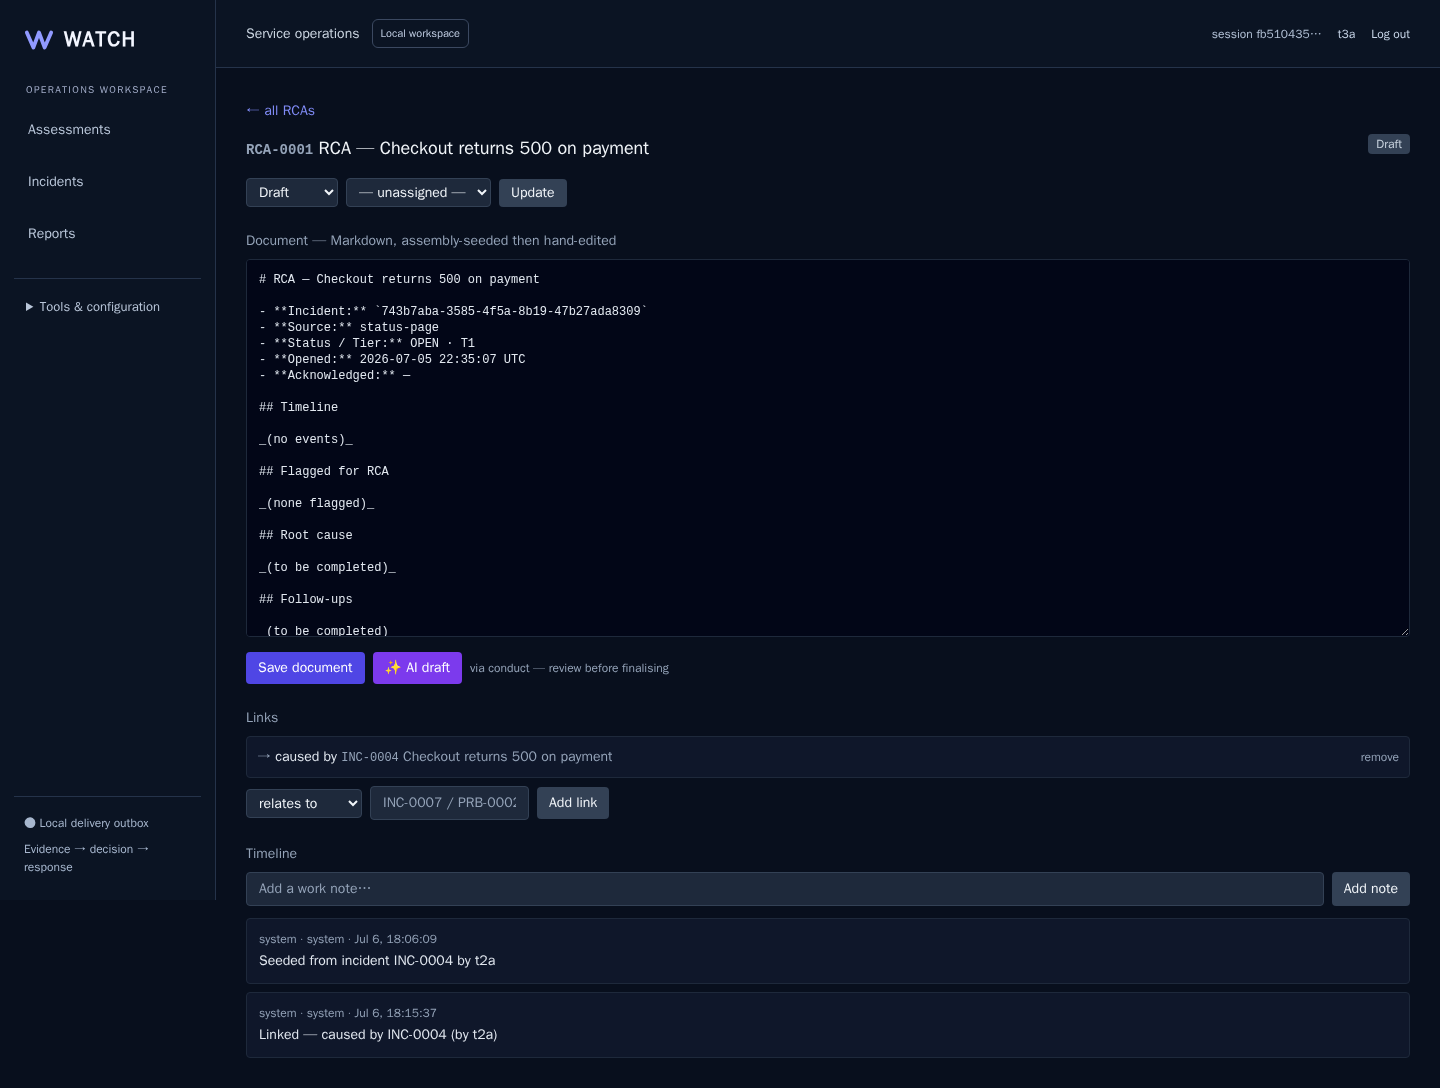 WATCH
OPERATIONS WORKSPACE
Assessments
Incidents
Reports
▶ Tools & configuration
Local delivery outbox
Evidence → decision →
response
Service operations
Local workspace
session fb510435…
t3a
Log out
← all RCAs
RCA-0001 RCA — Checkout returns 500 on payment
Draft
Draft
— unassigned —
Update
Document — Markdown, assembly-seeded then hand-edited
# RCA — Checkout returns 500 on payment
- **Incident:** `743b7aba-3585-4f5a-8b19-47b27ada8309`
- **Source:** status-page
- **Status / Tier:** OPEN · T1
- **Opened:** 2026-07-05 22:35:07 UTC
- **Acknowledged:** —
## Timeline
_(no events)_
## Flagged for RCA
_(none flagged)_
## Root cause
_(to be completed)_
## Follow-ups
_(to be completed)_
Save document
✨ AI draft
via conduct — review before finalising
Links
→ caused by INC-0004 Checkout returns 500 on payment
remove
relates to
INC-0007 / PRB-0002
Add link
Timeline
Add a work note…
Add note
system · system · Jul 6, 18:06:09
Seeded from incident INC-0004 by t2a
system · system · Jul 6, 18:15:37
Linked — caused by INC-0004 (by t2a)